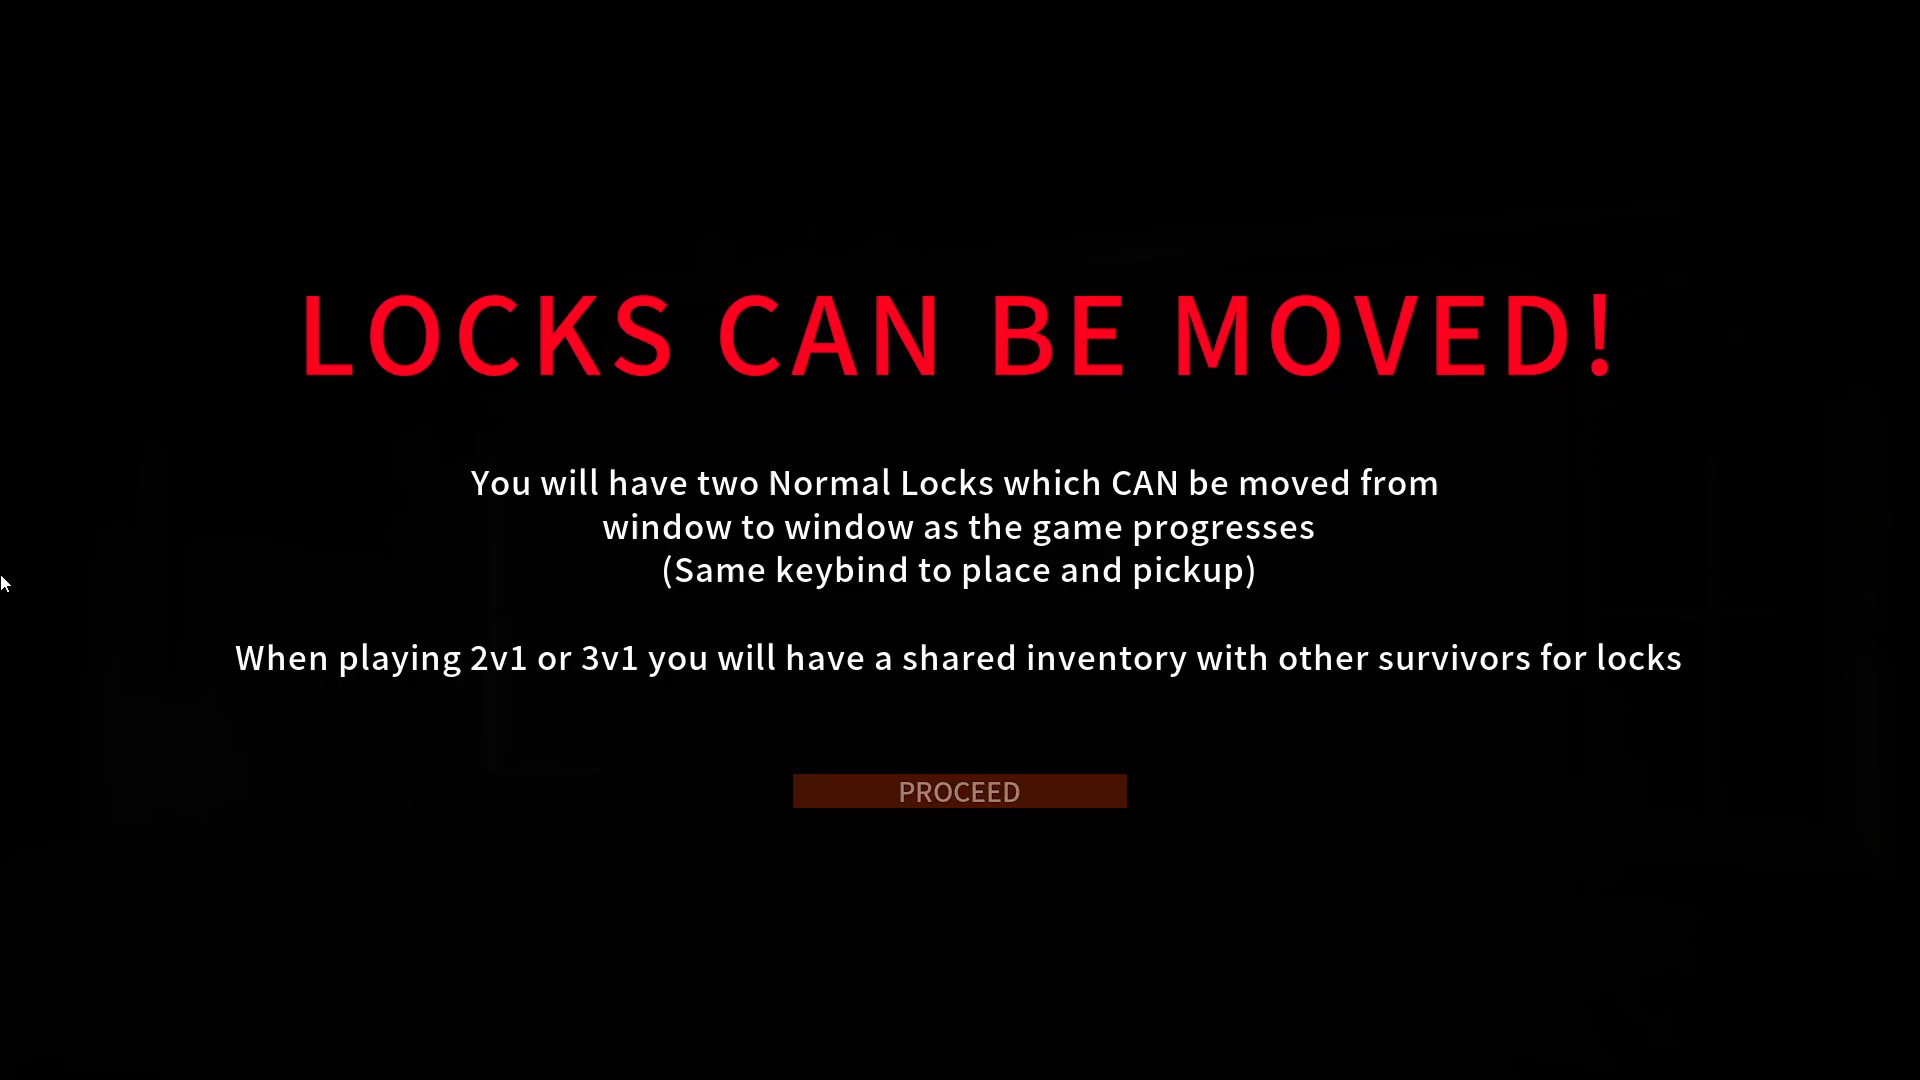 LOCKS CAN BE MOVED!
You will have two Normal Locks which CAN be moved from
window to window as the game progresses
(Same keybind to place and pickup)
When playing 2v1 or 3v1 you will have a shared inventory with other survivors for locks
PROCEED